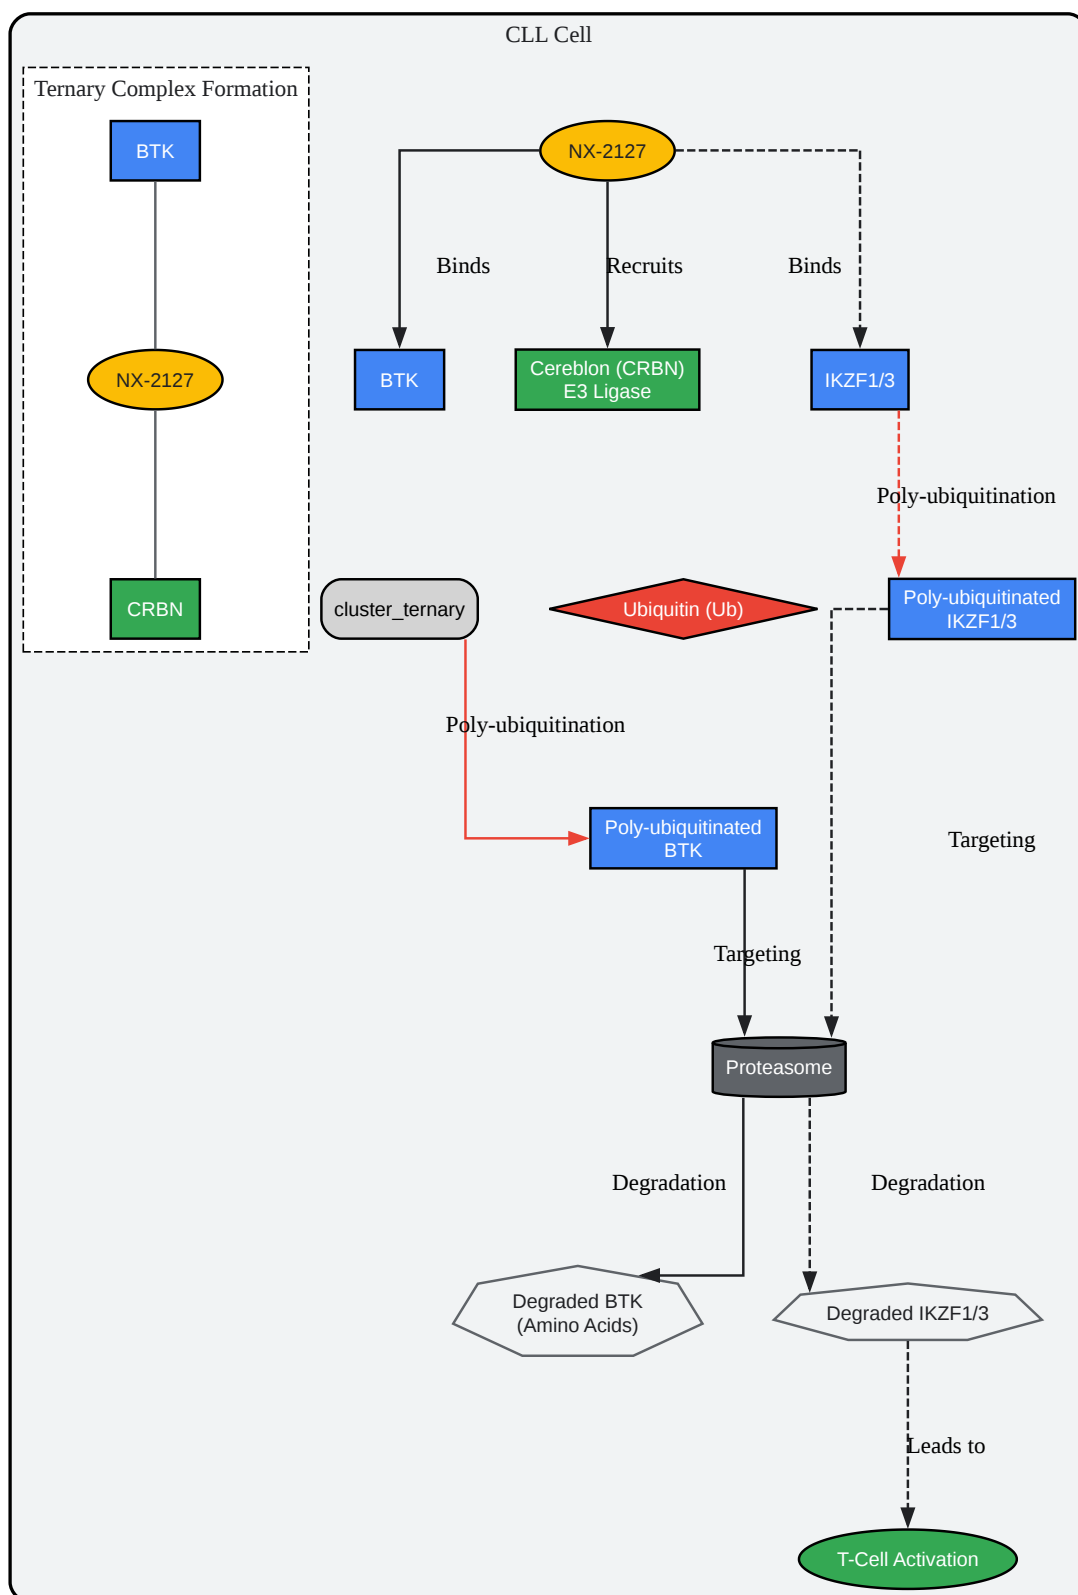 CLL Cell
Ternary Complex Formation
BTK
NX-2127
CRBN
NX-2127
Binds
Recruits
Binds
BTK
Cereblon (CRBN)
E3 Ligase
IKZF1/3
Poly-ubiquitination
cluster_ternary
Ubiquitin (Ub)
Poly-ubiquitinated
IKZF1/3
Poly-ubiquitination
Poly-ubiquitinated
BTK
Targeting
Targeting
Proteasome
Degradation
Degradation
Degraded BTK
(Amino Acids)
Degraded IKZF1/3
Leads to
T-Cell Activation